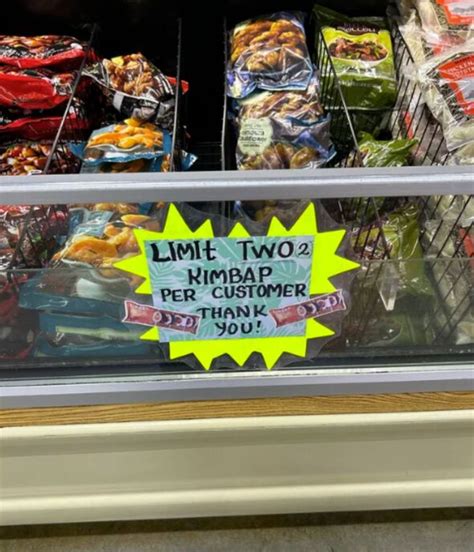 LIMIT TWO 2
KIMBAP
PER CUSTOMER
THANK
YOU!